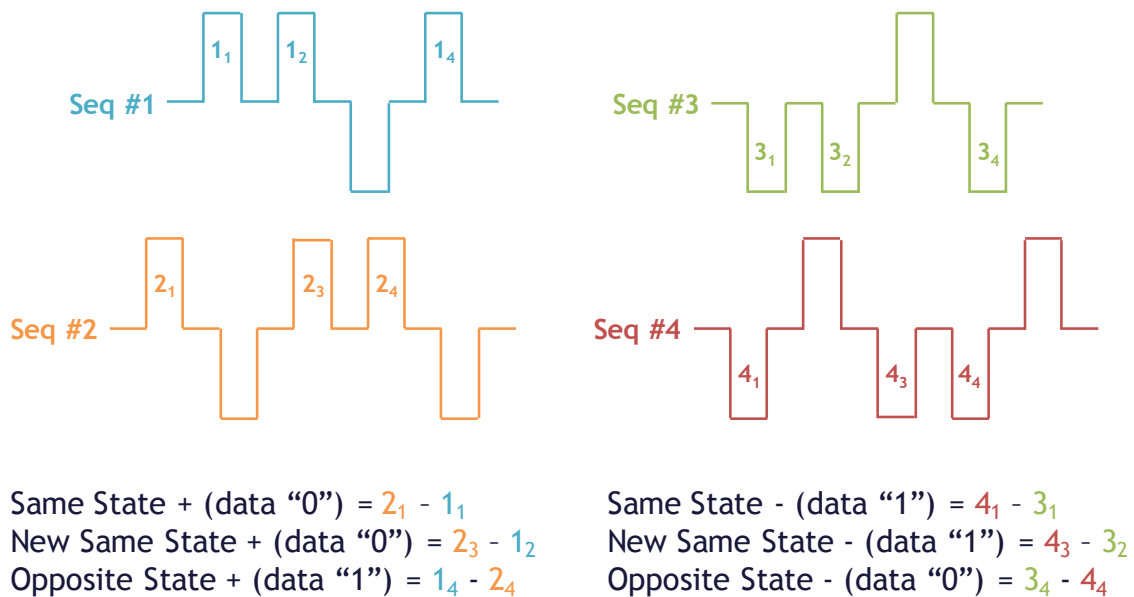 1₁ 1₂ 1₄
Seq #1
Seq #3
3₁ 3₂ 3₄
2₁ 2₃ 2₄
Seq #2
Seq #4
4₁ 4₃ 4₄
Same State + (data “0”) = 2₁ – 1₁
New Same State + (data “0”) = 2₃ – 1₂
Opposite State + (data “1”) = 1₄ - 2₄
Same State - (data “1”) = 4₁ – 3₁
New Same State - (data “1”) = 4₃ – 3₂
Opposite State - (data “0”) = 3₄ - 4₄